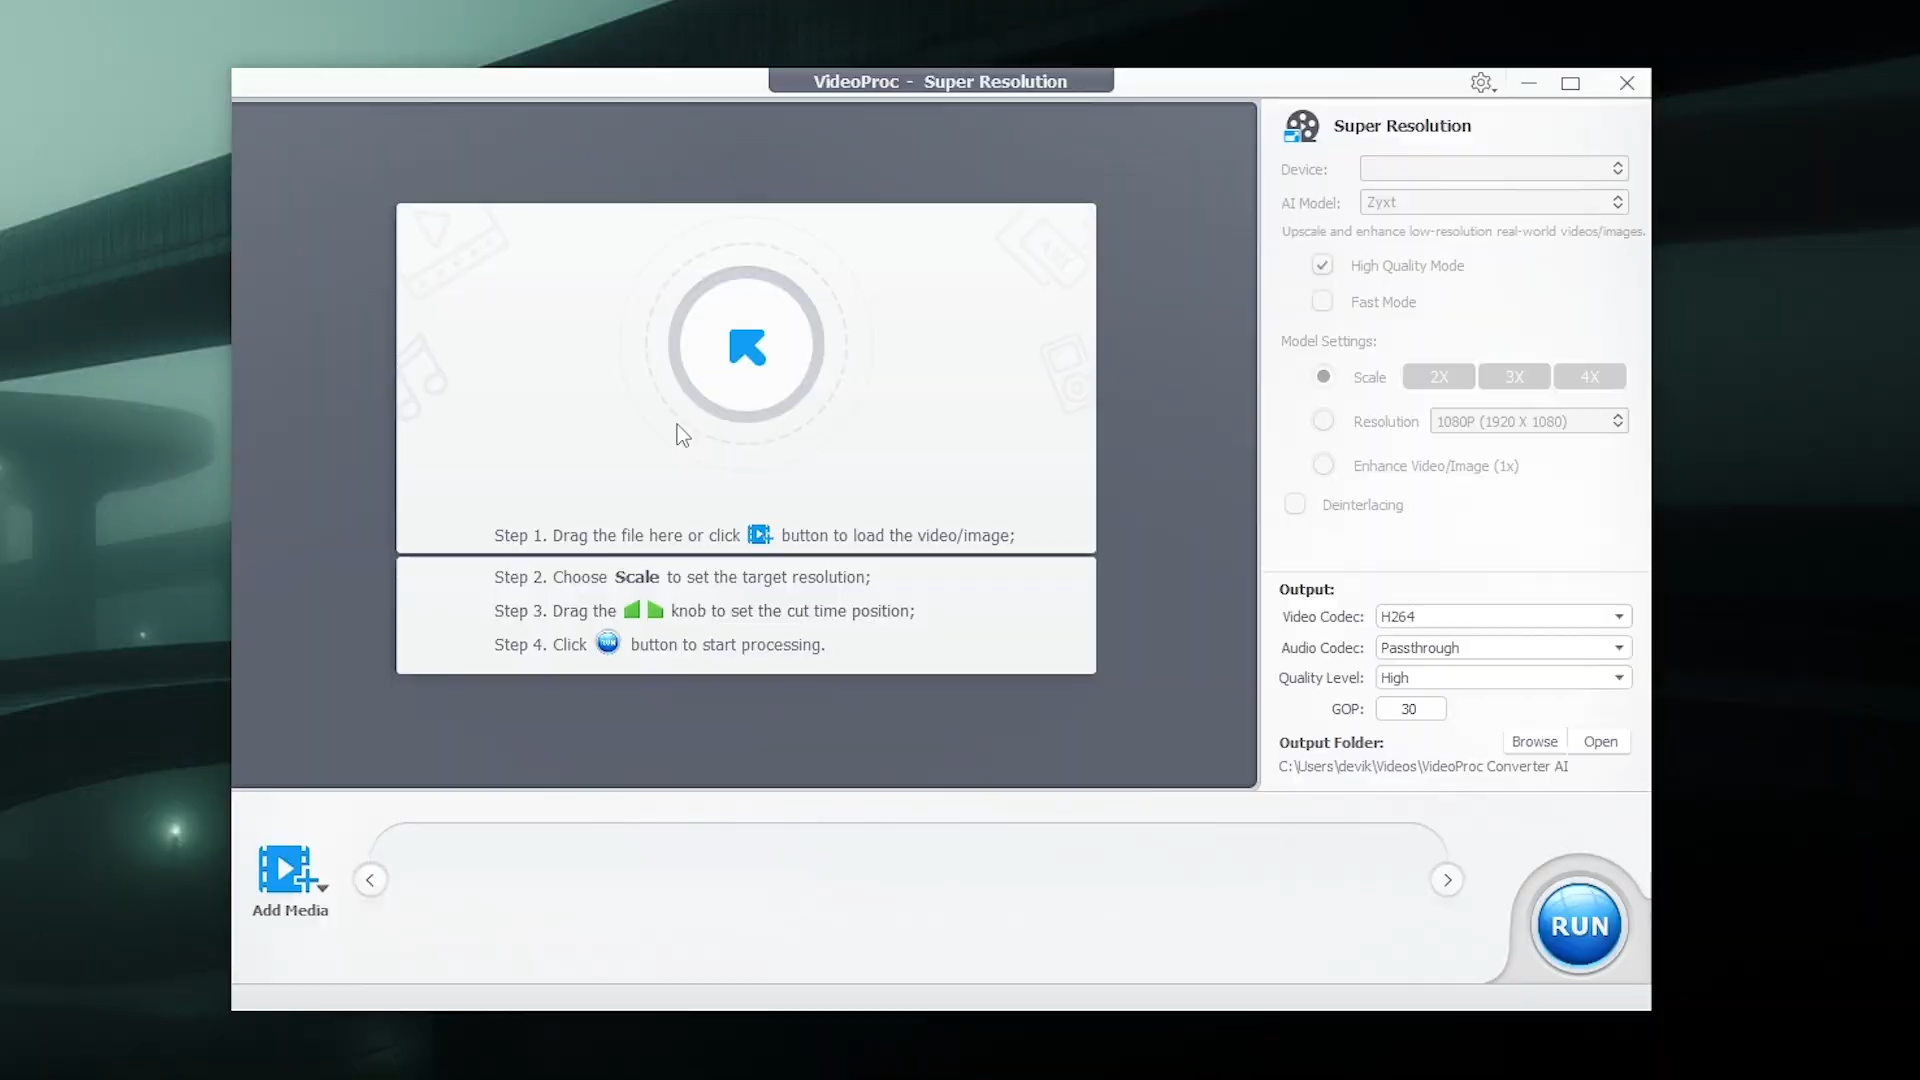 VideoProc - Super Resolution
Super Resolution
Device:
AI Model: Zyxt
Upscale and enhance low-resolution real-world videos/images.
High Quality Mode
Fast Mode
Model Settings:
Scale 2X 3X 4X
Resolution 1080P (1920 X 1080)
Enhance Video/Image (1x)
Deinterlacing
Step 1. Drag the file here or click button to load the video/image;
Step 2. Choose Scale to set the target resolution;
Step 3. Drag the knob to set the cut time position;
Step 4. Click RUN button to start processing.
Output:
Video Codec: H264
Audio Codec: Passthrough
Quality Level: High
GOP: 30
Output Folder: Browse Open
C:\Users\devik\Videos\VideoProc Converter AI
Add Media
RUN